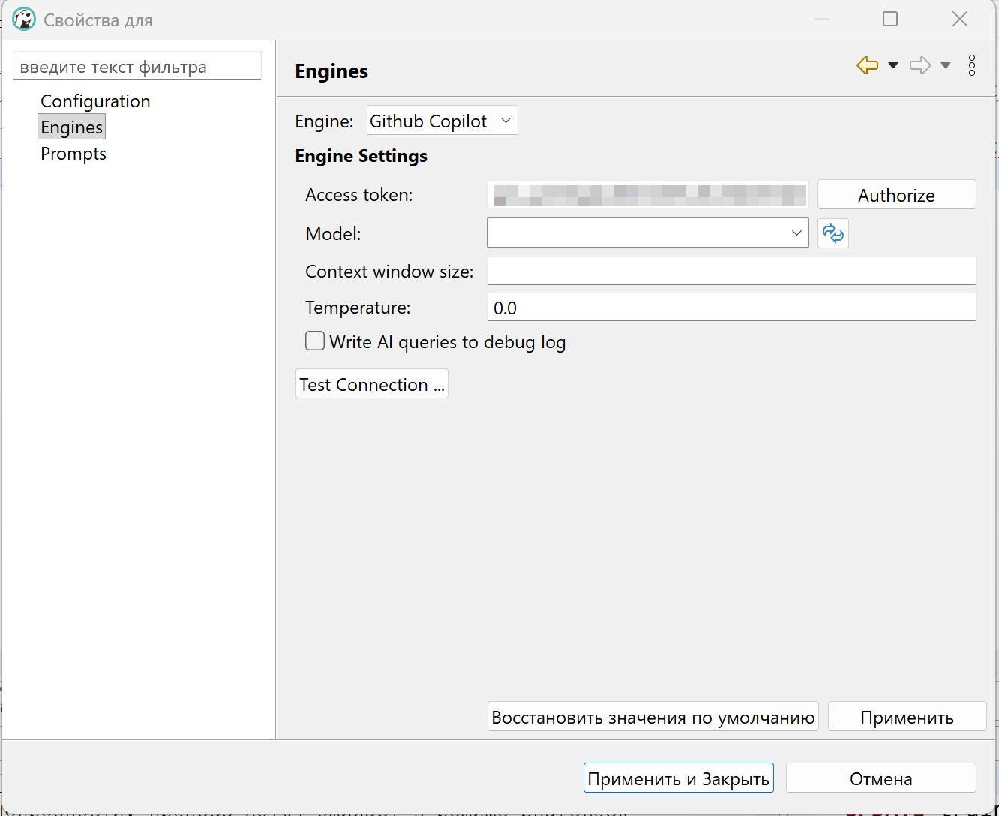 Свойства для
введите текст фильтра
Configuration
Engines
Prompts
Engines
Engine: Github Copilot
Engine Settings
Access token:
Authorize
Model:
Context window size:
Temperature: 0.0
Write AI queries to debug log
Test Connection ...
Восстановить значения по умолчанию
Применить
Применить и Закрыть
Отмена